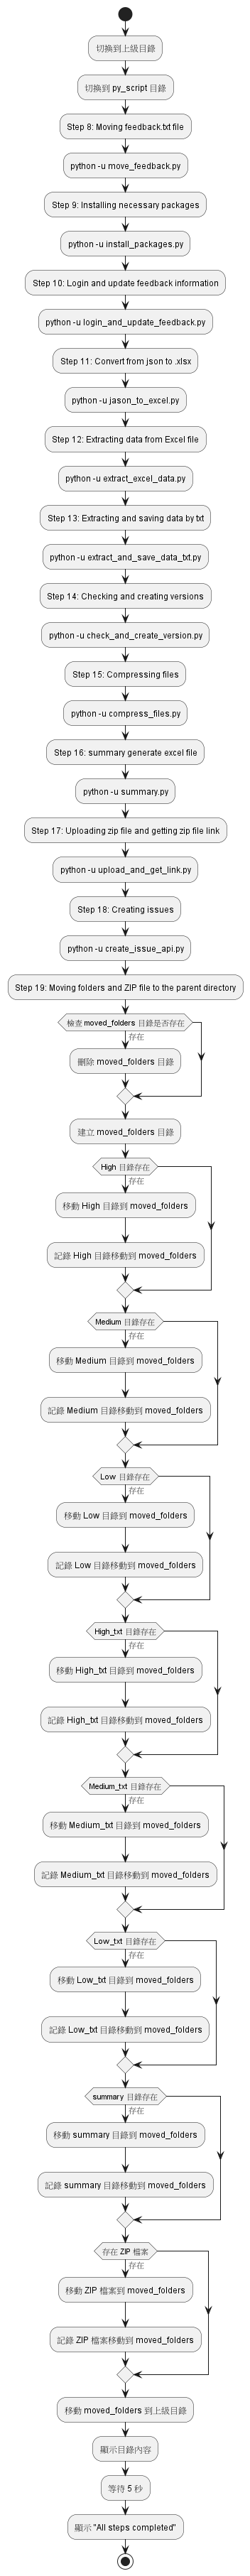 切換到上級目錄
切換到 py_script 目錄
Step 8: Moving feedback.txt file
python -u move_feedback.py
Step 9: Installing necessary packages
python -u install_packages.py
Step 10: Login and update feedback information
python -u login_and_update_feedback.py
Step 11: Convert from json to .xlsx
python -u jason_to_excel.py
Step 12: Extracting data from Excel file
python -u extract_excel_data.py
Step 13: Extracting and saving data by txt
python -u extract_and_save_data_txt.py
Step 14: Checking and creating versions
python -u check_and_create_version.py
Step 15: Compressing files
python -u compress_files.py
Step 16: summary generate excel file
python -u summary.py
Step 17: Uploading zip file and getting zip file link
python -u upload_and_get_link.py
Step 18: Creating issues
python -u create_issue_api.py
Step 19: Moving folders and ZIP file to the parent directory
檢查 moved_folders 目錄是否存在
存在
刪除 moved_folders 目錄
建立 moved_folders 目錄
High 目錄存在
存在
移動 High 目錄到 moved_folders
記錄 High 目錄移動到 moved_folders
Medium 目錄存在
存在
移動 Medium 目錄到 moved_folders
記錄 Medium 目錄移動到 moved_folders
Low 目錄存在
存在
移動 Low 目錄到 moved_folders
記錄 Low 目錄移動到 moved_folders
High_txt 目錄存在
存在
移動 High_txt 目錄到 moved_folders
記錄 High_txt 目錄移動到 moved_folders
Medium_txt 目錄存在
存在
移動 Medium_txt 目錄到 moved_folders
記錄 Medium_txt 目錄移動到 moved_folders
Low_txt 目錄存在
存在
移動 Low_txt 目錄到 moved_folders
記錄 Low_txt 目錄移動到 moved_folders
summary 目錄存在
存在
移動 summary 目錄到 moved_folders
記錄 summary 目錄移動到 moved_folders
存在 ZIP 檔案
存在
移動 ZIP 檔案到 moved_folders
記錄 ZIP 檔案移動到 moved_folders
移動 moved_folders 到上級目錄
顯示目錄內容
等待 5 秒
顯示 "All steps completed"